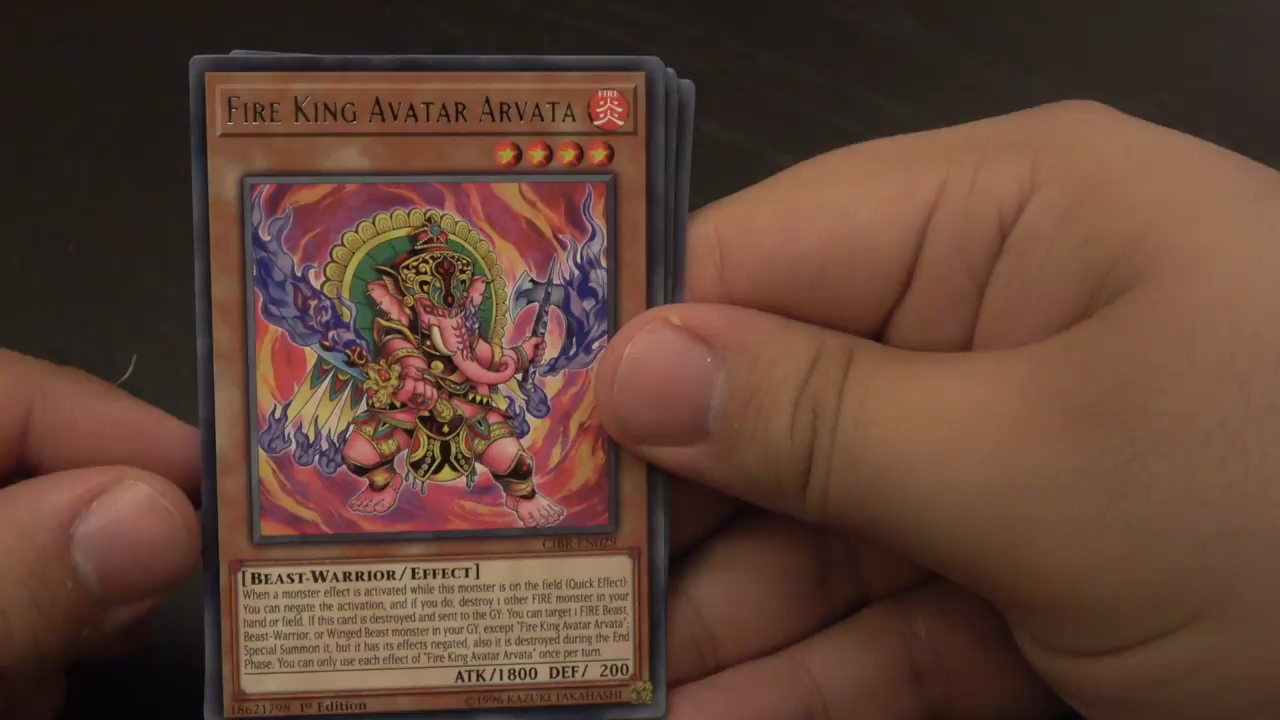 FIRE KING AVATAR ARVATA
FIRE
炎
CIBR-EN029
[BEAST-WARRIOR/EFFECT]
When a monster effect is activated while this monster is on the field (Quick Effect):
You can negate the activation, and if you do, destroy 1 other FIRE monster in your
hand or field. If this card is destroyed and sent to the GY: You can target 1 FIRE Beast,
Beast-Warrior, or Winged Beast monster in your GY, except "Fire King Avatar Arvata";
Special Summon it, but it has its effects negated, also it is destroyed during the End
Phase. You can only use each effect of "Fire King Avatar Arvata" once per turn.
ATK/1800 DEF/ 200
18621798 1st Edition ©1996 KAZUKI TAKAHASHI